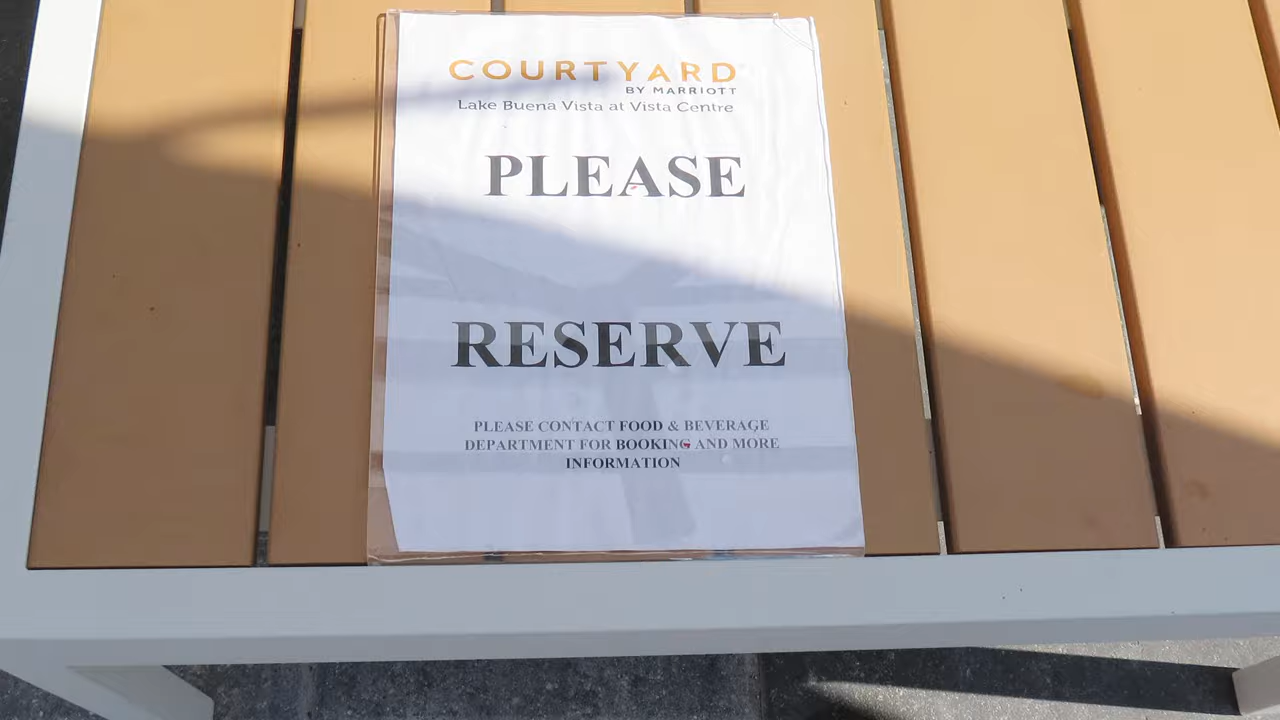 COURTYARD
BY MARRIOTT
Lake Buena Vista at Vista Centre
PLEASE
RESERVE
PLEASE CONTACT FOOD & BEVERAGE
DEPARTMENT FOR BOOKING AND MORE
INFORMATION